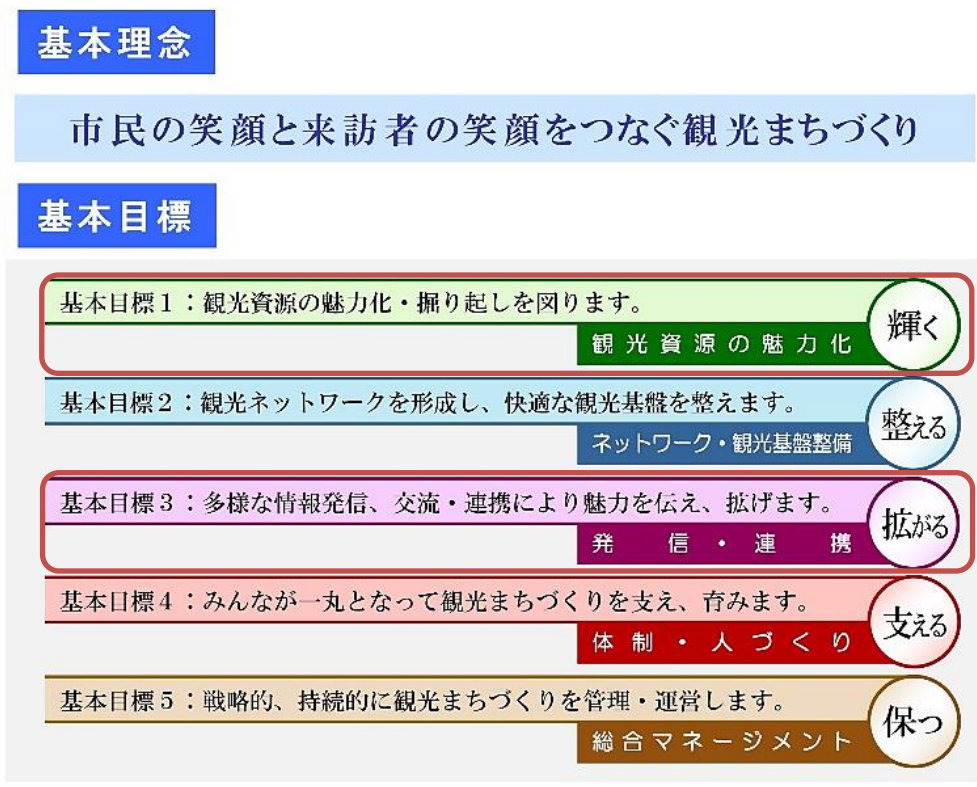 基本理念
市民の笑顔と来訪者の笑顔をつなぐ観光まちづくり
基本目標
基本目標１：観光資源の魅力化・掘り起しを図ります。
輝く
観光資源の魅力化
基本目標２：観光ネットワークを形成し、快適な観光基盤を整えます。
整える
ネットワーク・観光基盤整備
基本目標３：多様な情報発信、交流・連携により魅力を伝え、拡げます。
拡がる
発信・連携
基本目標４：みんなが一丸となって観光まちづくりを支え、育みます。
支える
体制・人づくり
基本目標５：戦略的、持続的に観光まちづくりを管理・運営します。
保つ
総合マネージメント